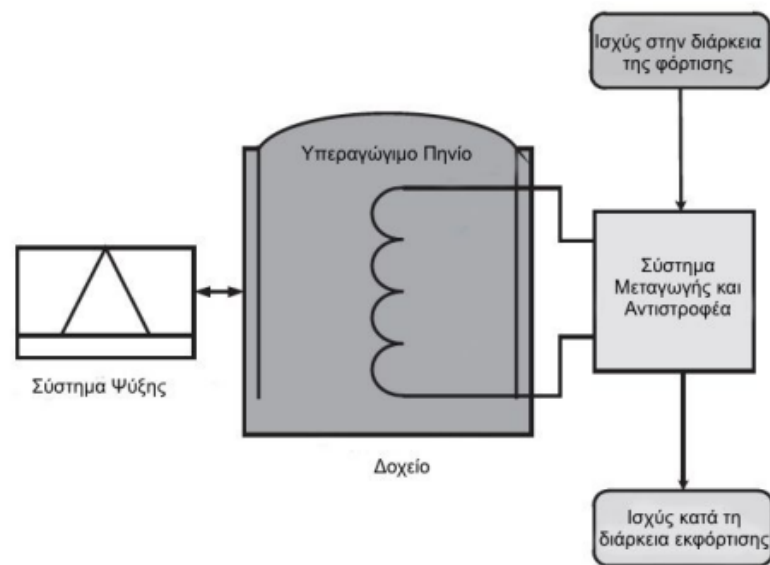 Ισχύς στην διάρκεια
της φόρτισης
Υπεραγώγιμο Πηνίο
Σύστημα
Μεταγωγής και
Αντιστροφέα
Σύστημα Ψύξης
Δοχείο
Ισχύς κατά τη
διάρκεια εκφόρτισης